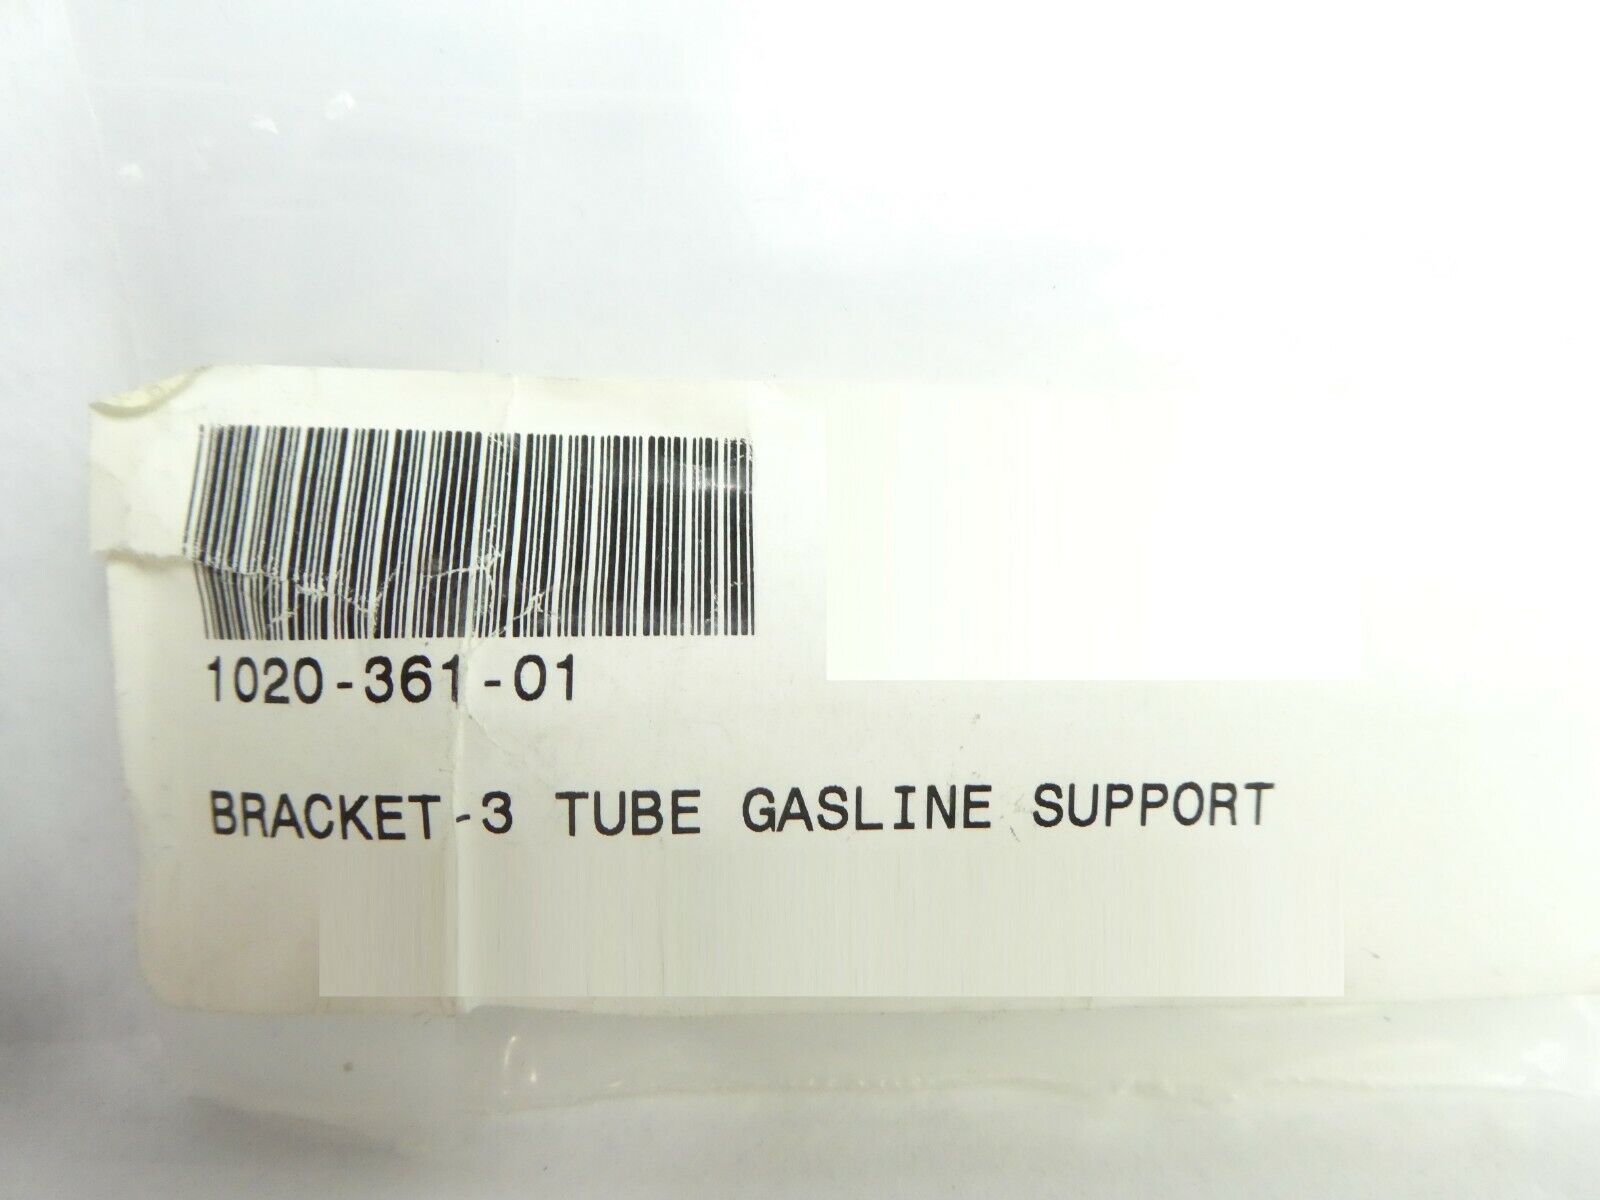 1020-361-01
BRACKET-3 TUBE GASLINE SUPPORT